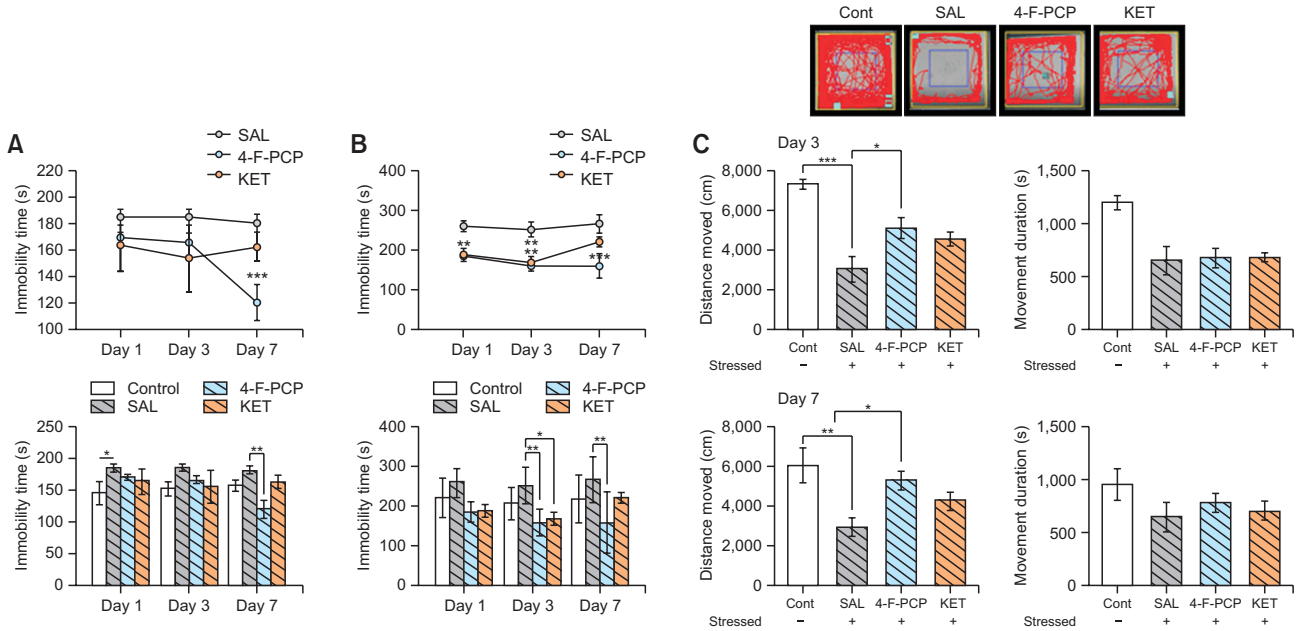 Cont SAL 4-F-PCP KET
A
SAL
4-F-PCP
KET
Immobility time (s)
220
200
180
160
140
120
100
***
Day 1 Day 3 Day 7
Control 4-F-PCP
SAL KET
Immobility time (s)
250
200
150
100
50
0
* **
Day 1 Day 3 Day 7
B
SAL
4-F-PCP
KET
Immobility time (s)
400
300
200
100
0
** ** ** ***
Day 1 Day 3 Day 7
Control 4-F-PCP
SAL KET
Immobility time (s)
400
300
200
100
0
** * **
Day 1 Day 3 Day 7
C
Day 3
Distance moved (cm)
8,000
6,000
4,000
2,000
0
*** *
Cont SAL 4-F-PCP KET
Stressed − + + +
Movement duration (s)
1,500
1,000
500
0
Cont SAL 4-F-PCP KET
Stressed − + + +
Day 7
Distance moved (cm)
8,000
6,000
4,000
2,000
0
** *
Cont SAL 4-F-PCP KET
Stressed − + + +
Movement duration (s)
1,500
1,000
500
0
Cont SAL 4-F-PCP KET
Stressed − + + +